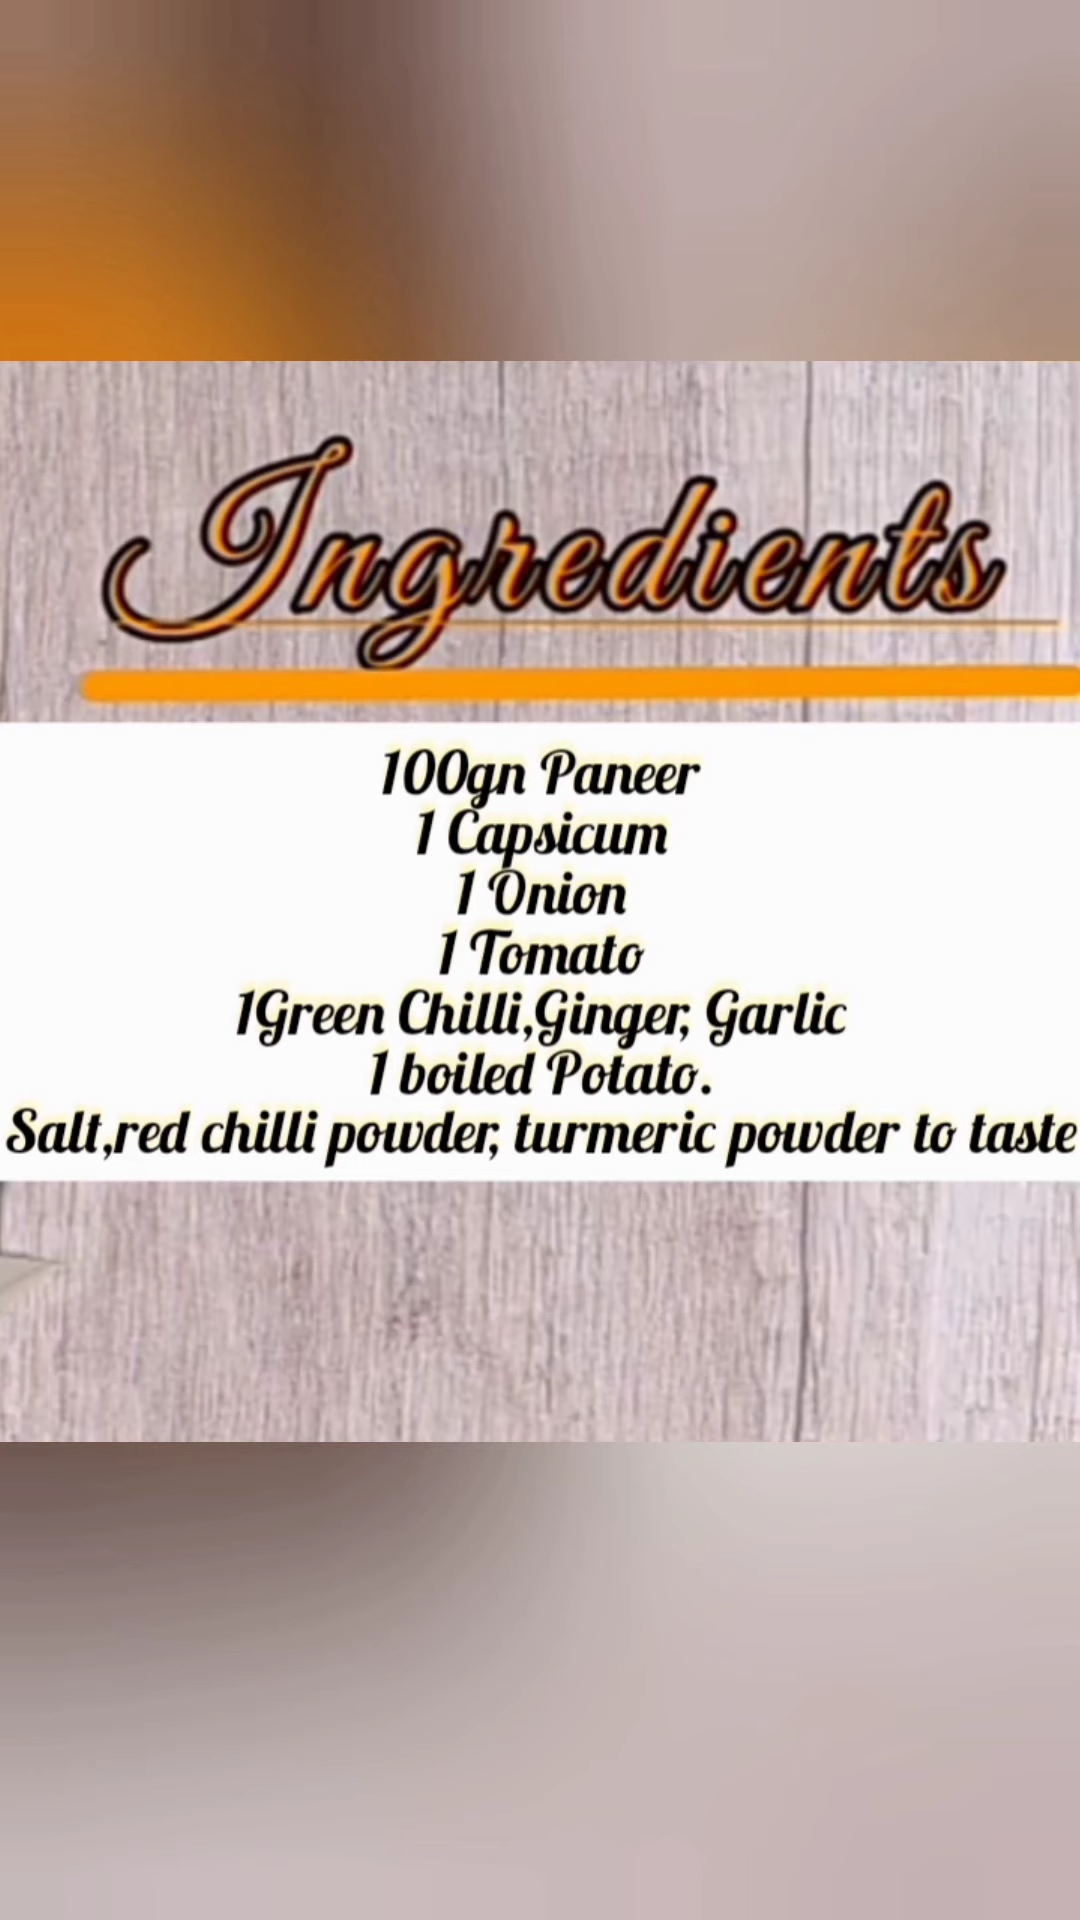 Ingredients
100gn Paneer
1 Capsicum
1 Onion
1 Tomato
1Green Chilli,Ginger, Garlic
1 boiled Potato.
Salt,red chilli powder, turmeric powder to taste